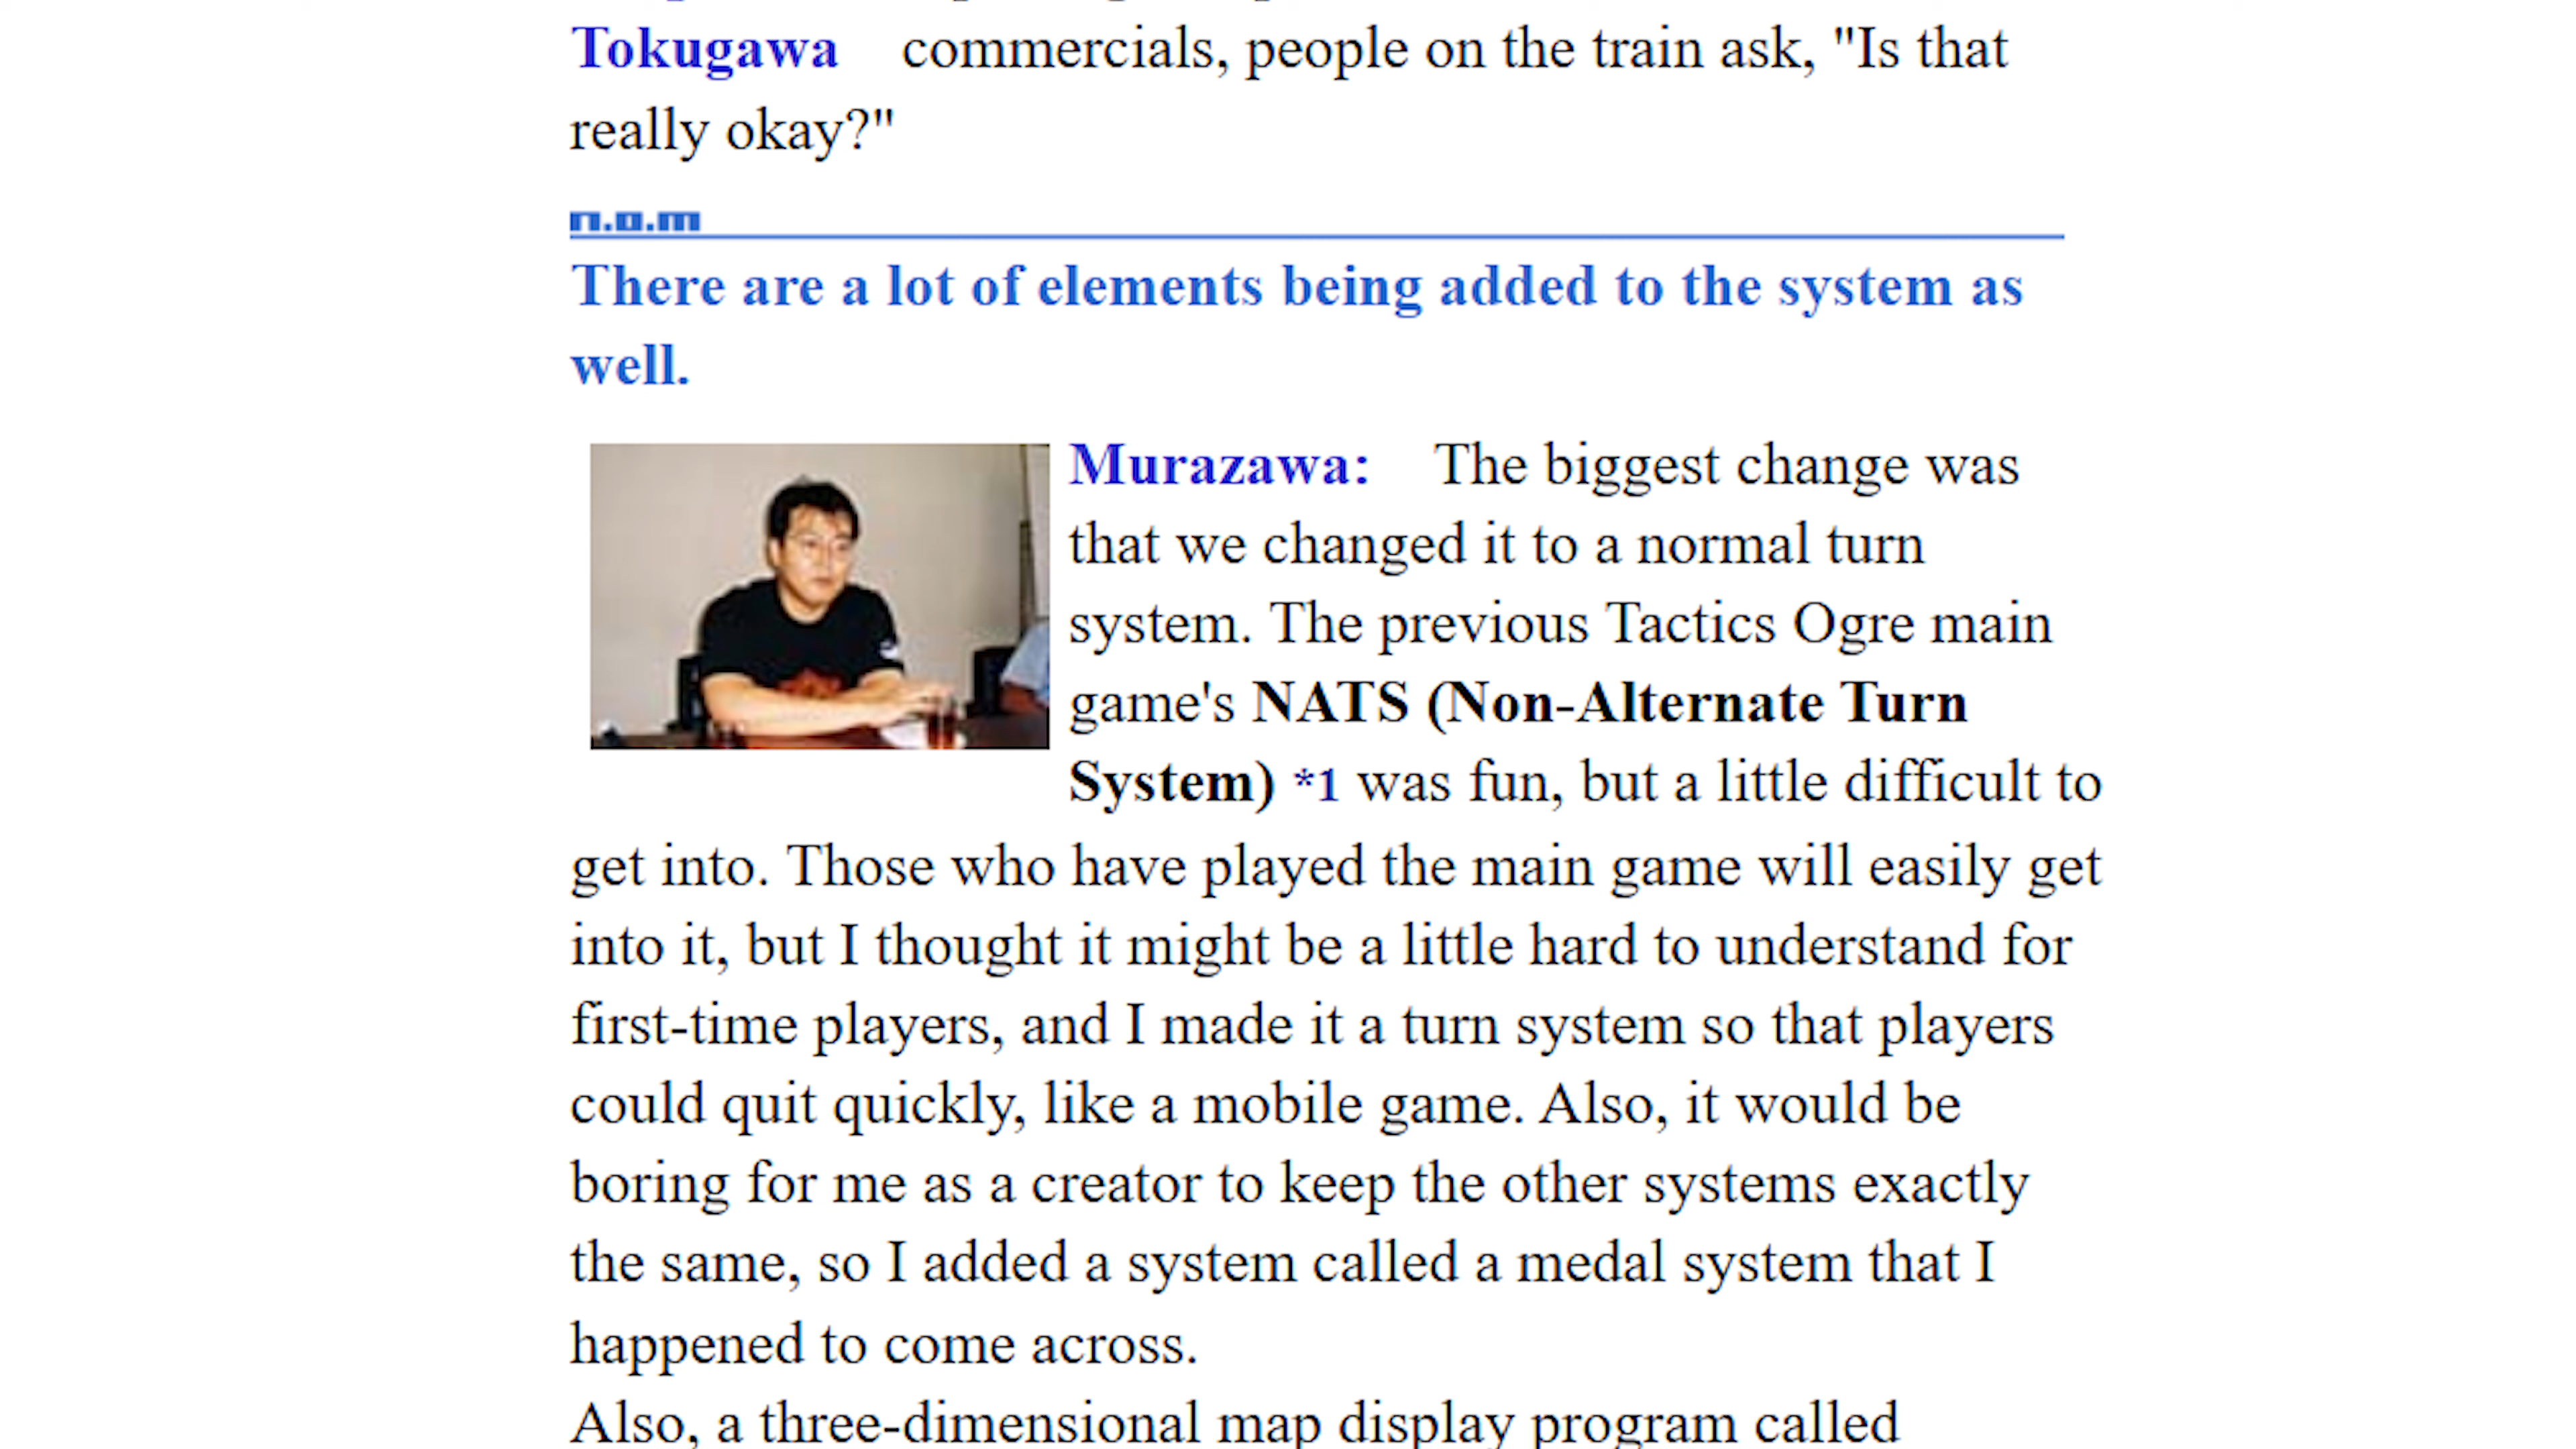 Tokugawa commercials, people on the train ask, "Is that
really okay?"
n.o.m
There are a lot of elements being added to the system as
well.
Murazawa: The biggest change was
that we changed it to a normal turn
system. The previous Tactics Ogre main
game's NATS (Non-Alternate Turn
System) *1 was fun, but a little difficult to
get into. Those who have played the main game will easily get
into it, but I thought it might be a little hard to understand for
first-time players, and I made it a turn system so that players
could quit quickly, like a mobile game. Also, it would be
boring for me as a creator to keep the other systems exactly
the same, so I added a system called a medal system that I
happened to come across.
Also, a three-dimensional map display program called